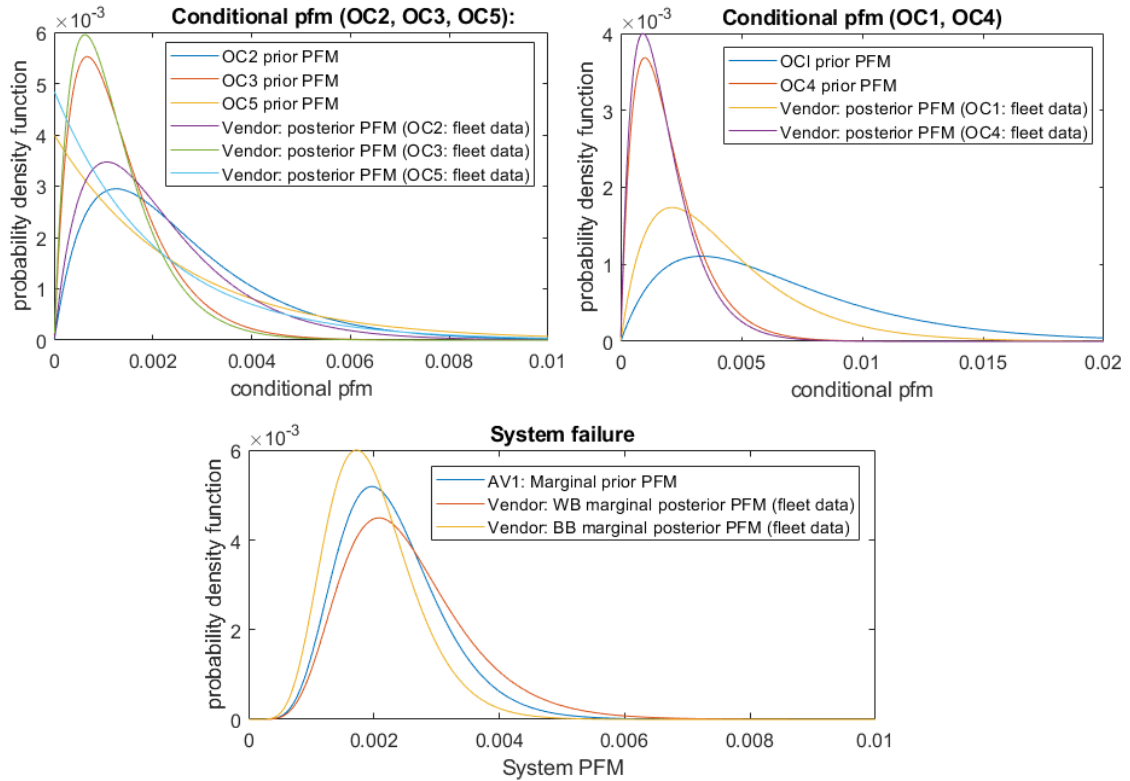 Conditional pfm (OC2, OC3, OC5):
×10⁻³
6
5
4
3
2
1
0
probability density function
OC2 prior PFM
OC3 prior PFM
OC5 prior PFM
Vendor: posterior PFM (OC2: fleet data)
Vendor: posterior PFM (OC3: fleet data)
Vendor: posterior PFM (OC5: fleet data)
0 0.002 0.004 0.006 0.008 0.01
conditional pfm
Conditional pfm (OC1, OC4)
×10⁻³
4
3
2
1
0
probability density function
OCI prior PFM
OC4 prior PFM
Vendor: posterior PFM (OC1: fleet data)
Vendor: posterior PFM (OC4: fleet data)
0 0.005 0.01 0.015 0.02
conditional pfm
System failure
×10⁻³
6
4
2
0
probability density function
AV1: Marginal prior PFM
Vendor: WB marginal posterior PFM (fleet data)
Vendor: BB marginal posterior PFM (fleet data)
0 0.002 0.004 0.006 0.008 0.01
System PFM